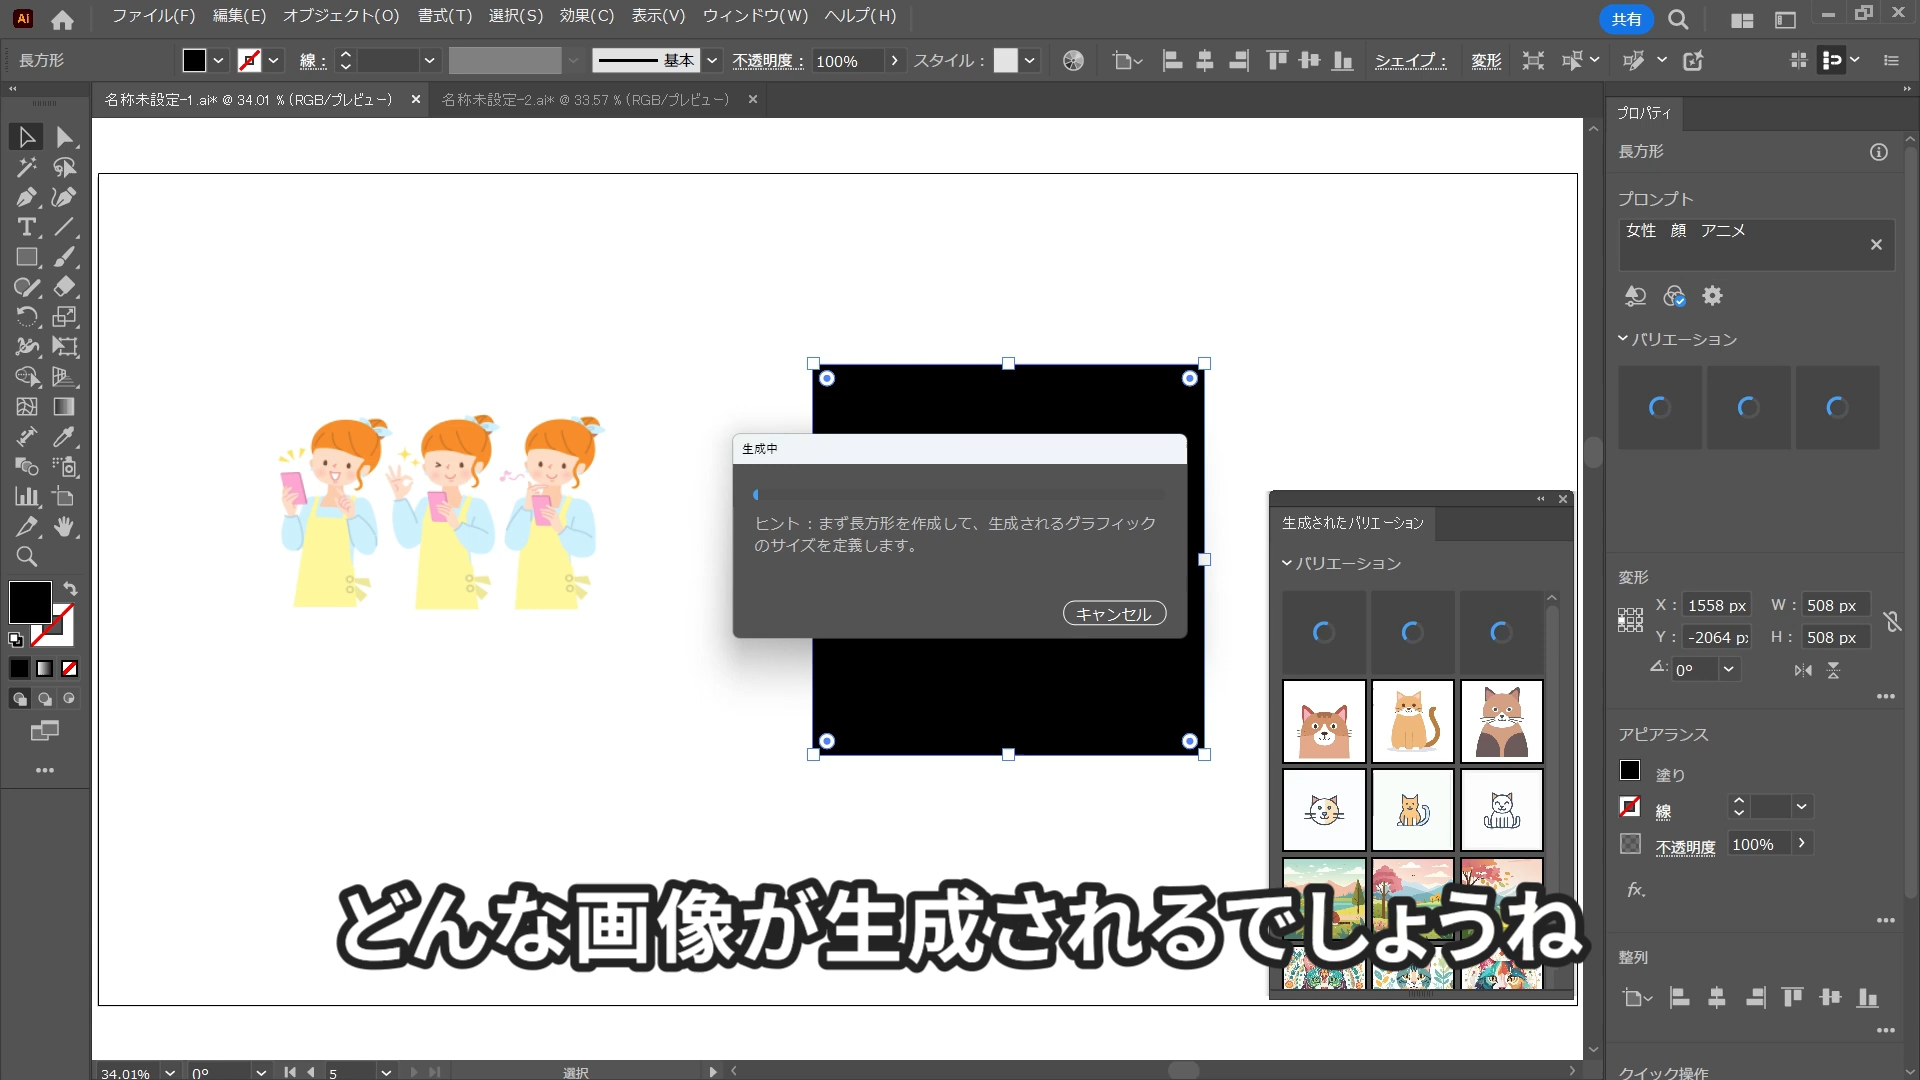 Ai
ファイル(F) 編集(E) オブジェクト(O) 書式(T) 選択(S) 効果(C) 表示(V) ウィンドウ(W) ヘルプ(H)
共有
長方形
線：
基本
不透明度： 100%
スタイル：
シェイプ：
変形
名称未設定-1.ai* @ 34.01 % (RGB/プレビュー)
名称未設定-2.ai* @ 33.57 % (RGB/プレビュー)
プロパティ
長方形
プロンプト
女性　顔　アニメ
バリエーション
生成中
ヒント：まず長方形を作成して、生成されるグラフィック
のサイズを定義します。
キャンセル
生成されたバリエーション
バリエーション
変形
X： 1558 px W： 508 px
Y： -2064 p H： 508 px
0°
アピアランス
塗り
線
不透明度 100%
fx.
整列
クイック操作
どんな画像が生成されるでしょうね
34.01% 0° 5 選択